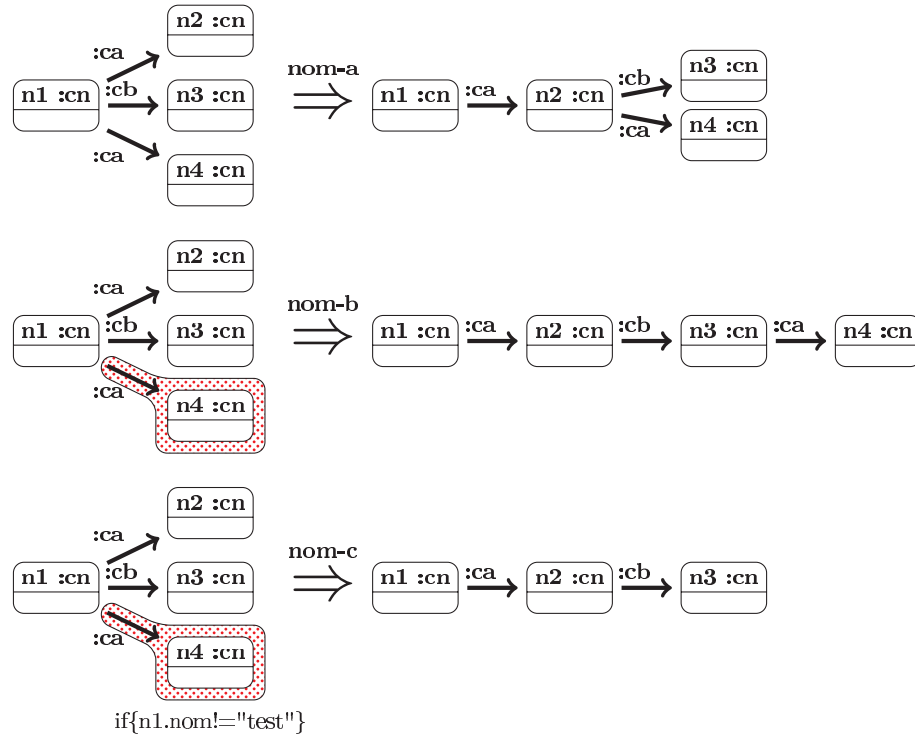 n2 :cn
:ca
n1 :cn
:cb
n3 :cn
:ca
n4 :cn
nom-a
n1 :cn
:ca
n2 :cn
:cb
n3 :cn
:ca
n4 :cn
n2 :cn
:ca
n1 :cn
:cb
n3 :cn
:ca
n4 :cn
nom-b
n1 :cn
:ca
n2 :cn
:cb
n3 :cn
:ca
n4 :cn
n2 :cn
:ca
n1 :cn
:cb
n3 :cn
:ca
n4 :cn
if{n1.nom!="test"}
nom-c
n1 :cn
:ca
n2 :cn
:cb
n3 :cn